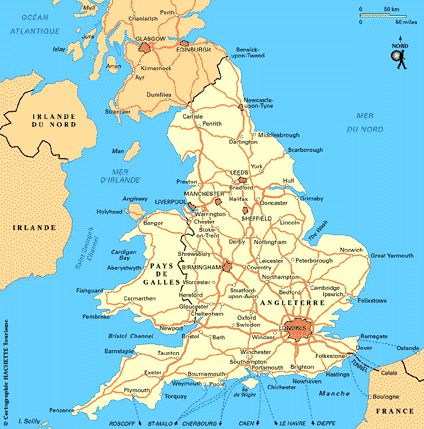 OCÉAN
ATLANTIQUE
Jura
Islay
Arran
Perth
Grienlarich
GLASGOW
EDINBURGH
Kilmarnock
Ayr
Dumfries
Stranraer
Berwick-
upon-Tweed
0 50 km
0 50 miles
NORD
IRLANDE
DU NORD
IRLANDE
MER
DU NORD
Man
MER
D'IRLANDE
Newcastle-
upon-Tyne
Carlisle
Penrith
Middlesbrough
Darlington
Scarborough
York
LEEDS
Preston
Bradford
Hull
MANCHESTER
Halifax
Anglesey
LIVERPOOL
Doncaster
Grimsby
Holyhead
Warrington
SHEFFIELD
Bangor
Chester
Lincoln
Stoke-
on-Trent
The Wash
Saint George's
Channel
Derby
Nottingham
Cardigan
Bay
Shrewsbury
Norwich
Great Yarmouth
Aberystwyth
PAYS
DE
GALLES
BIRMINGHAM
Leicester
Peterborough
Coventry
Worcester
Northampton
Fishguard
Hereford
Stratford-
upon-Avon
Bedford
Cambridge
Ipswich
Carmarthen
Gloucester
ANGLETERRE
Felixstowe
Pembroke
Cheltenham
Newport
Oxford
LONDRES
Swindon
Bristol Channel
Bristol
Bath
Windsor
Ramsgate
Barnstaple
Taunton
Winchester
Dover
Ostende
Southampton
Folkestone
Exeter
Portsmouth
Brighton
Hastings
TUNNEL
Calais
Weymouth
Poole
Newhaven
Plymouth
I. de Wight
Chichester
Manche
Boulogne
Torquay
Penzance
I. Scilly
ROSCOFF
ST-MALO
CHERBOURG
CAEN
LE HAVRE
DIEPPE
© Cartographie HACHETTE Tourisme